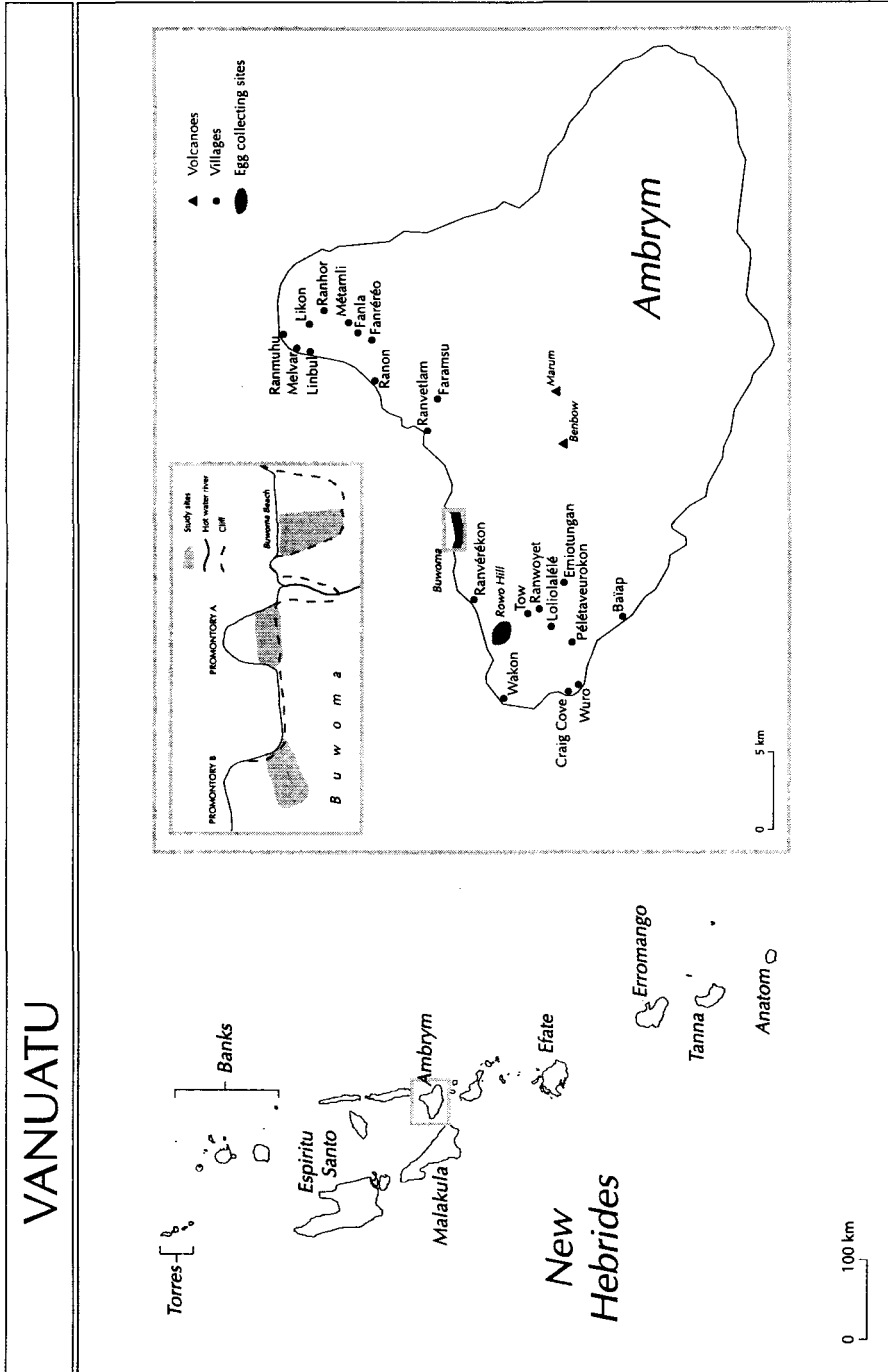 VANUATU
Torres
Banks
Espiritu
Santo
Malakula
Ambrym
Efate
New
Hebrides
Erromango
Tanna
Anatom
0 100 km
PROMONTORY B
PROMONTORY A
Study sites
Hot water river
Cliff
Buwoma Beach
Buwoma
Volcanoes
Villages
Egg collecting sites
Ranmuhu
Melvar
Linbul
Likon
Ranhor
Métamli
Fanla
Fanréréo
Ranon
Ranvetlam
Faramsu
Buwoma
Ranvérékon
Rowo Hill
Wakon
Tow
Ranwoyet
Loliolalélé
Emiotungan
Pélétaveurokon
Craig Cove
Wuro
Baïap
Benbow
Marum
Ambrym
0 5 km